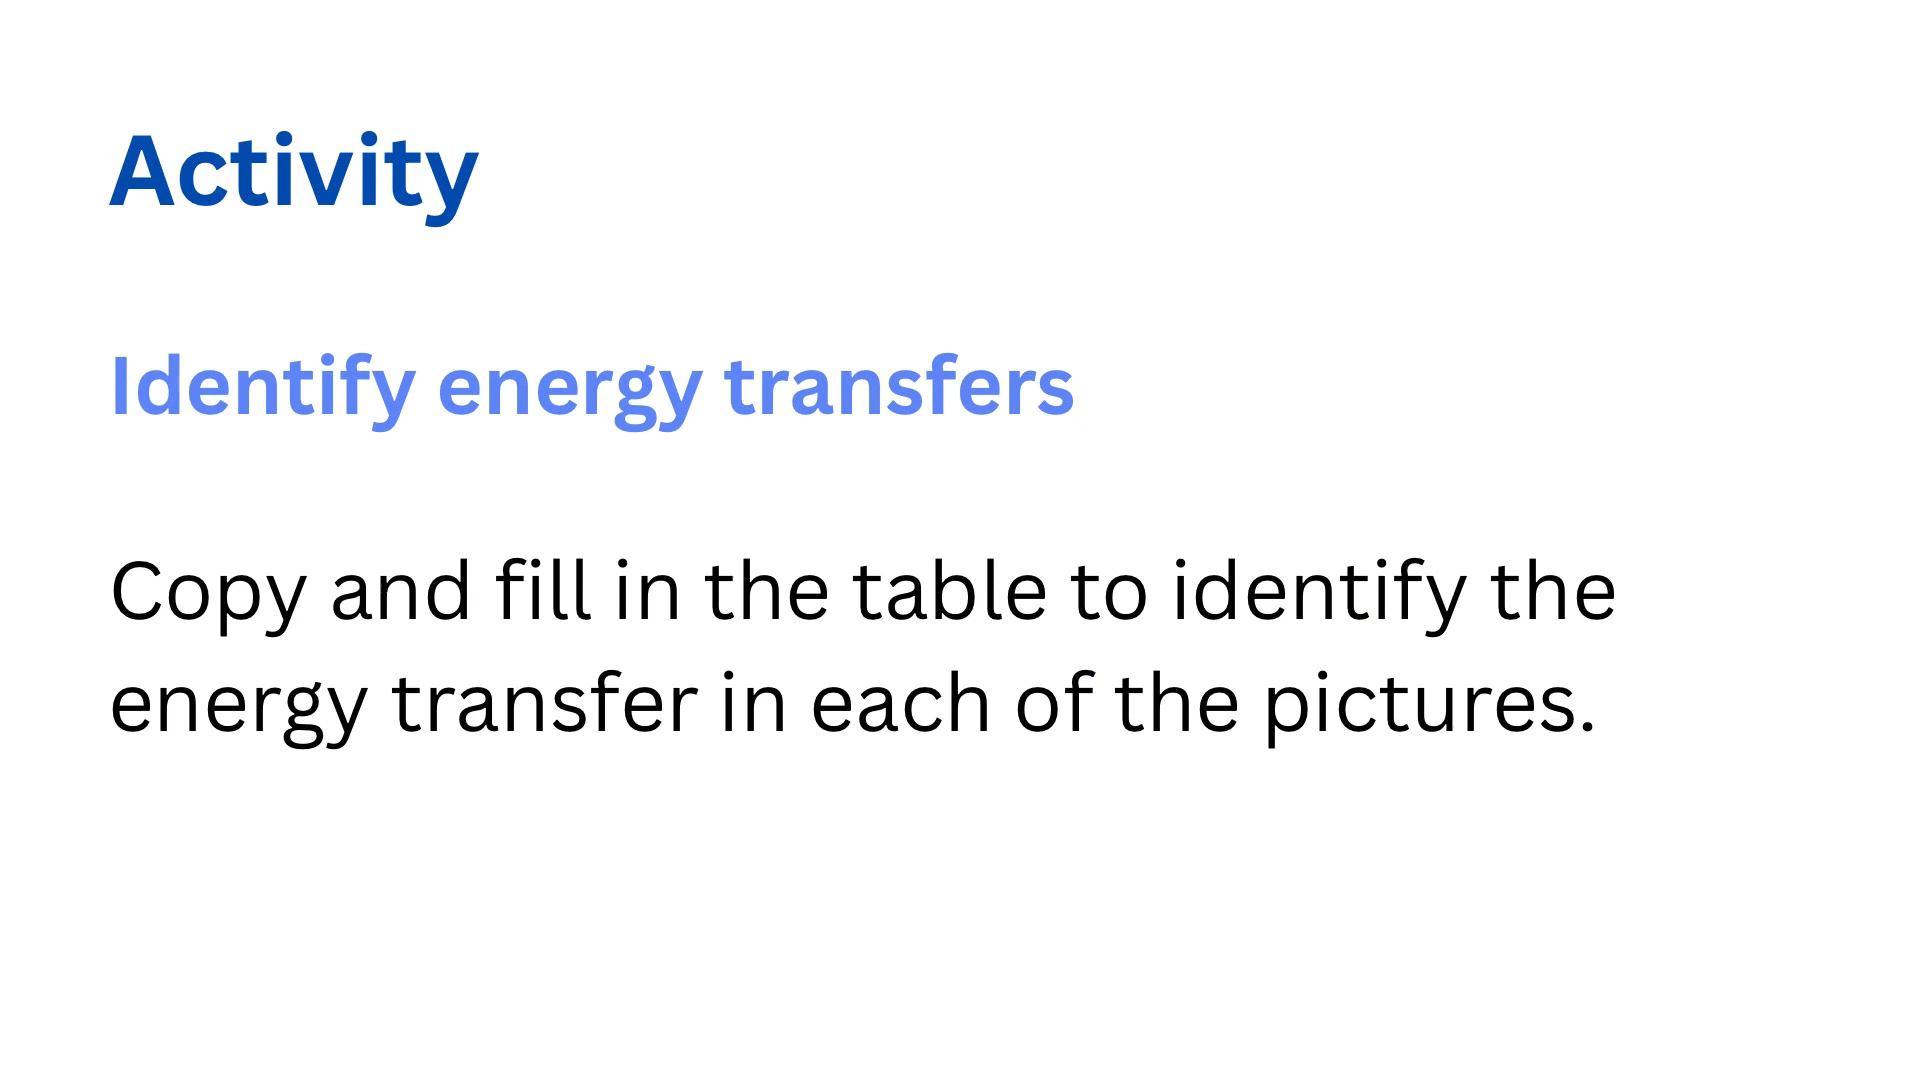 Activity
Identify energy transfers
Copy and fill in the table to identify the
energy transfer in each of the pictures.